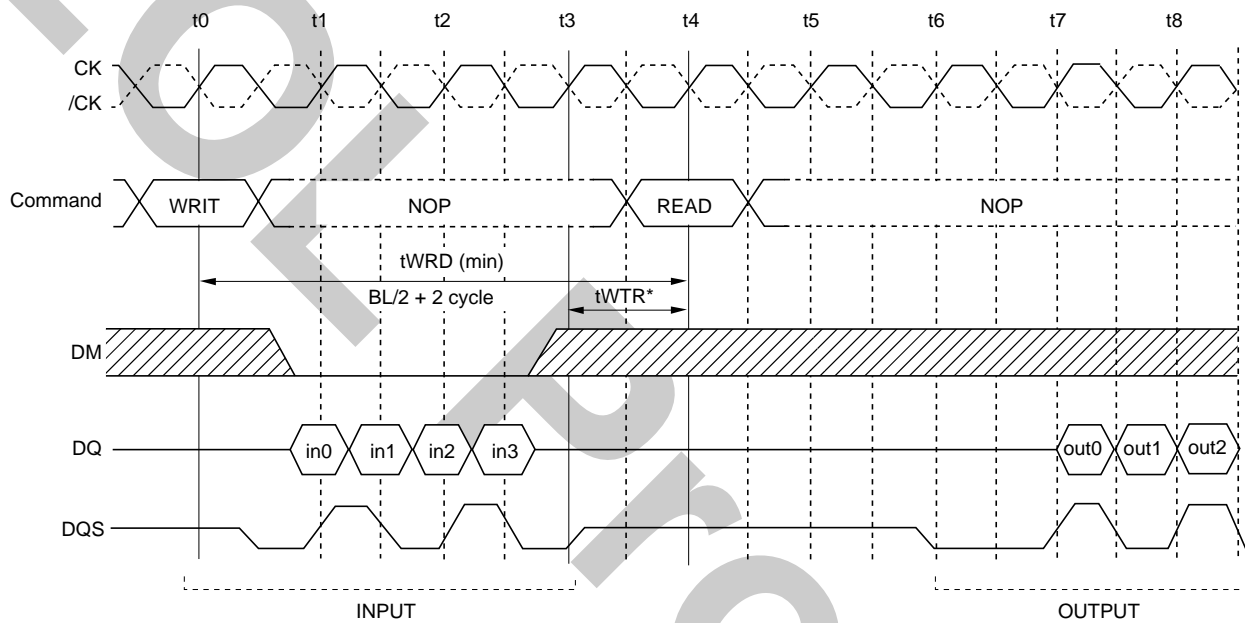 t0 t1 t2 t3 t4 t5 t6 t7 t8
CK
/CK
Command WRIT NOP READ NOP
tWRD (min)
BL/2 + 2 cycle tWTR*
DM
DQ in0 in1 in2 in3 out0 out1 out2
DQS
INPUT OUTPUT